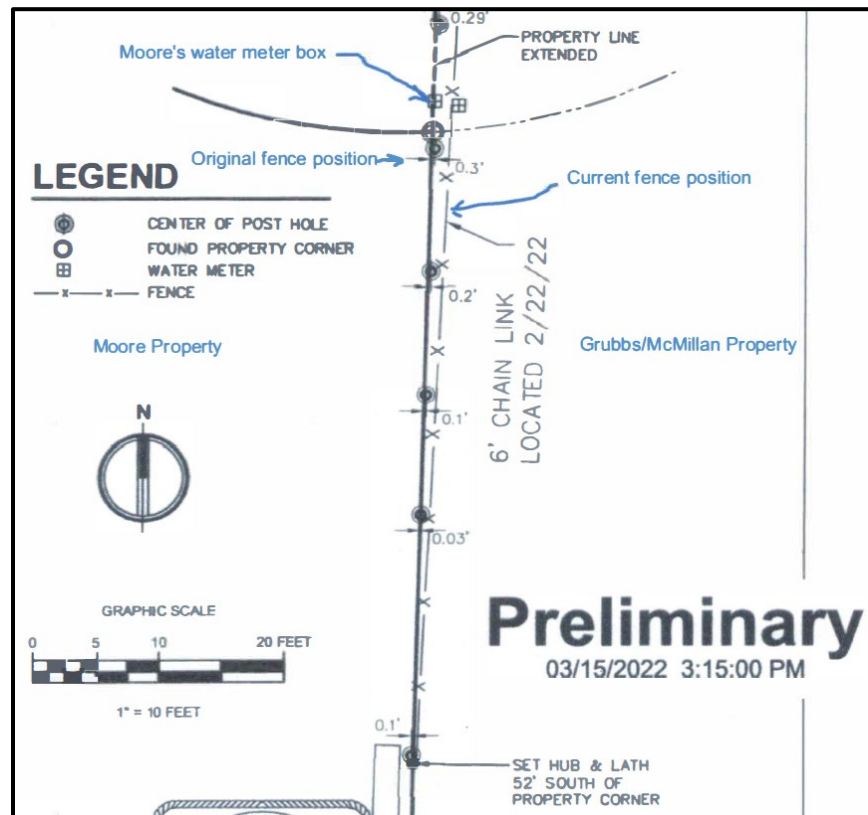 0.29'
PROPERTY LINE
EXTENDED
Moore's water meter box
Original fence position
0.3'
Current fence position
LEGEND
CENTER OF POST HOLE
FOUND PROPERTY CORNER
WATER METER
x x FENCE
0.2'
6' CHAIN LINK
LOCATED 2/22/22
Moore Property
Grubbs/McMillan Property
N
0.1'
0.03'
GRAPHIC SCALE
0 5 10 20 FEET
1" = 10 FEET
Preliminary
03/15/2022 3:15:00 PM
0.1'
SET HUB & LATH
52' SOUTH OF
PROPERTY CORNER